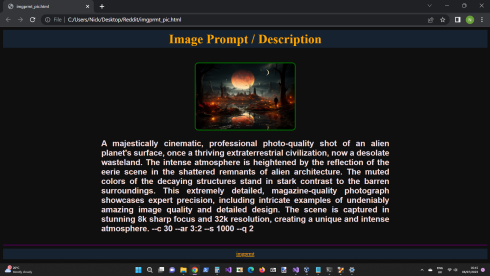 imgprmt_pic.html
File
C:/Users/Nick/Desktop/Reddit/imgprmt_pic.html
Image Prompt / Description
A majestically cinematic, professional photo-quality shot of an alien
planet's surface, once a thriving extraterrestrial civilization, now a desolate
wasteland. The intense atmosphere is heightened by the reflection of the
eerie scene in the shattered remnants of alien architecture. The muted
colors of the decaying structures stand in stark contrast to the barren
surroundings. This extremely detailed, magazine-quality photograph
showcases expert precision, including intricate examples of undeniably
amazing image quality and detailed design. The scene is captured in
stunning 8k sharp focus and 32k resolution, creating a unique and intense
atmosphere. --c 30 --ar 3:2 --s 1000 --q 2
imgprmt